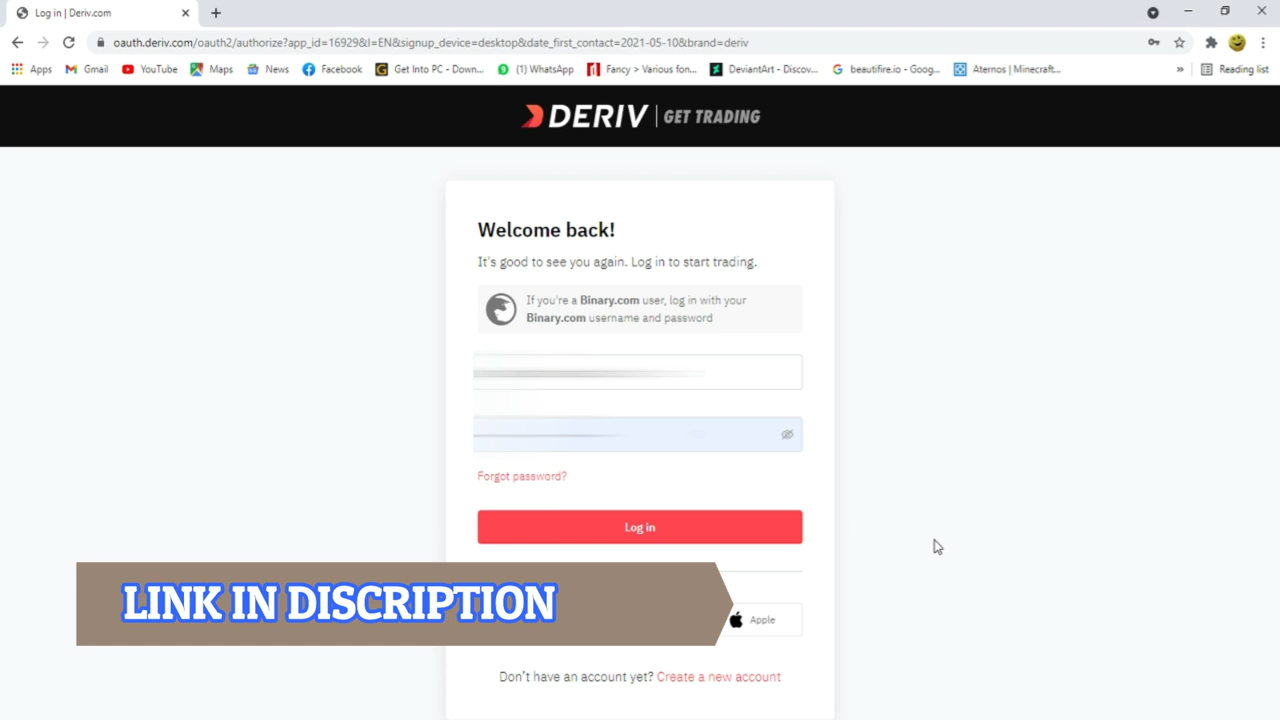 Log in | Deriv.com
oauth.deriv.com/oauth2/authorize?app_id=16929&l=EN&signup_device=desktop&date_first_contact=2021-05-10&brand=deriv
Apps Gmail YouTube Maps News Facebook Get Into PC - Down... (1) WhatsApp Fancy > Various fon... DeviantArt - Discov... beautifire.io - Goog... Aternos | Minecraft... » Reading list
DERIV | GET TRADING
Welcome back!
It's good to see you again. Log in to start trading.
If you're a Binary.com user, log in with your
Binary.com username and password
Forgot password?
Log in
LINK IN DISCRIPTION
Apple
Don't have an account yet? Create a new account